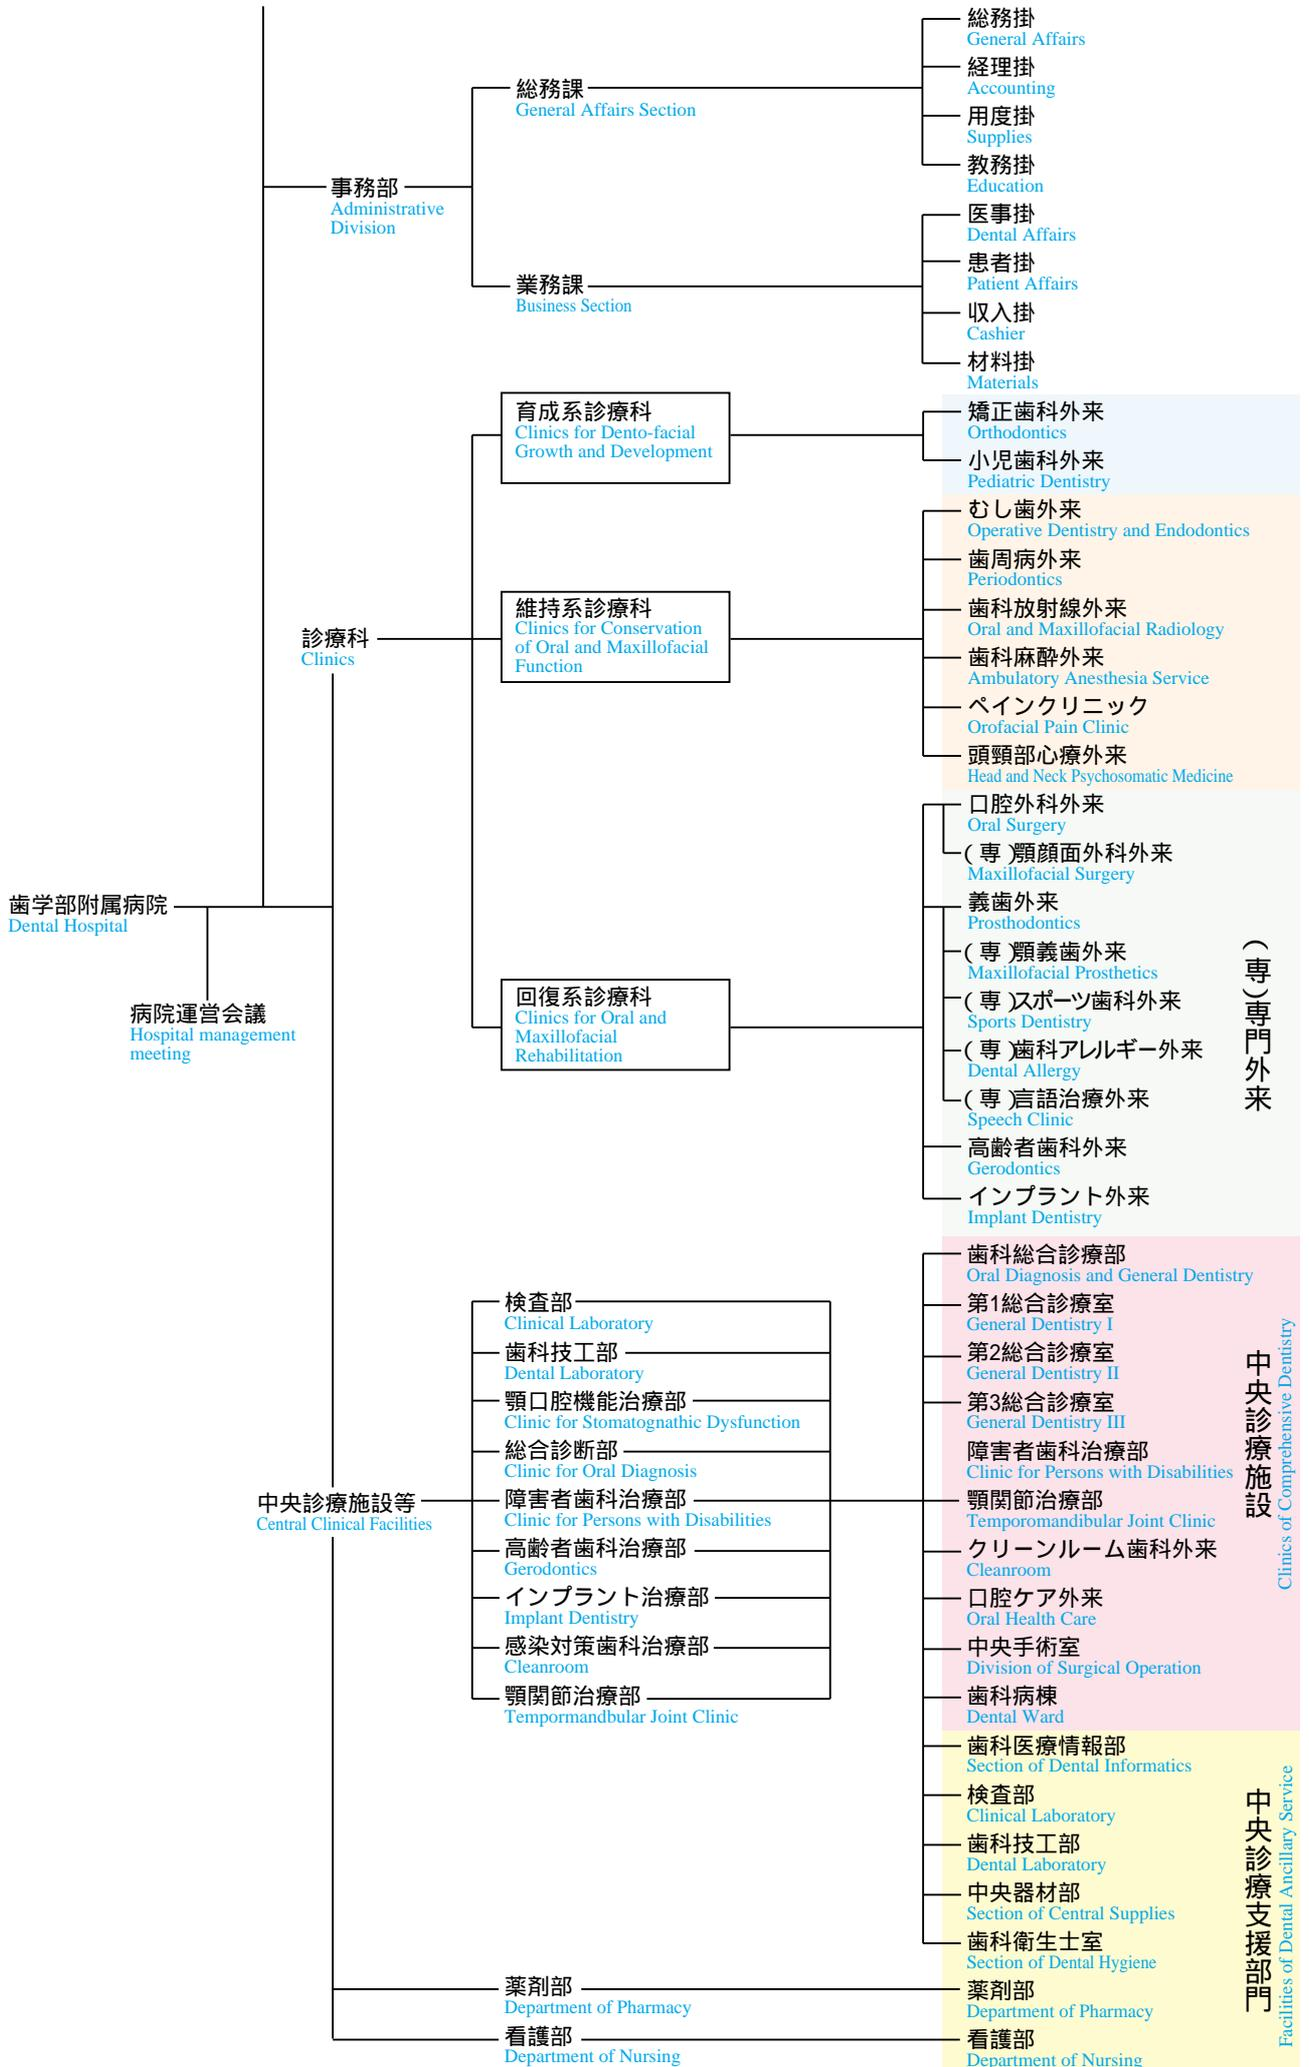 総務掛
General Affairs
経理掛
Accounting
総務課
General Affairs Section
用度掛
Supplies
教務掛
Education
事務部
Administrative
Division
医事掛
Dental Affairs
患者掛
Patient Affairs
業務課
Business Section
収入掛
Cashier
材料掛
Materials
育成系診療科
Clinics for Dento-facial
Growth and Development
矯正歯科外来
Orthodontics
小児歯科外来
Pediatric Dentistry
むし歯外来
Operative Dentistry and Endodontics
歯周病外来
Periodontics
診療科
Clinics
維持系診療科
Clinics for Conservation
of Oral and Maxillofacial
Function
歯科放射線外来
Oral and Maxillofacial Radiology
歯科麻酔外来
Ambulatory Anesthesia Service
ペインクリニック
Orofacial Pain Clinic
頭頸部心療外来
Head and Neck Psychosomatic Medicine
口腔外科外来
Oral Surgery
(専)顎顔面外科外来
Maxillofacial Surgery
歯学部附属病院
Dental Hospital
病院運営会議
Hospital management
meeting
義歯外来
Prosthodontics
(専)顎義歯外来
Maxillofacial Prosthetics
回復系診療科
Clinics for Oral and
Maxillofacial
Rehabilitation
(専)スポーツ歯科外来
Sports Dentistry
(専)歯科アレルギー外来
Dental Allergy
(専)言語治療外来
Speech Clinic
高齢者歯科外来
Gerodontics
インプラント外来
Implant Dentistry
(専)専門外来
中央診療施設等
Central Clinical Facilities
検査部
Clinical Laboratory
歯科技工部
Dental Laboratory
顎口腔機能治療部
Clinic for Stomatognathic Dysfunction
総合診断部
Clinic for Oral Diagnosis
障害者歯科治療部
Clinic for Persons with Disabilities
高齢者歯科治療部
Gerodontics
インプラント治療部
Implant Dentistry
感染対策歯科治療部
Cleanroom
顎関節治療部
Tempormandbular Joint Clinic
歯科総合診療部
Oral Diagnosis and General Dentistry
第1総合診療室
General Dentistry I
第2総合診療室
General Dentistry II
第3総合診療室
General Dentistry III
障害者歯科治療部
Clinic for Persons with Disabilities
顎関節治療部
Temporomandibular Joint Clinic
クリーンルーム歯科外来
Cleanroom
口腔ケア外来
Oral Health Care
中央手術室
Division of Surgical Operation
歯科病棟
Dental Ward
中央診療施設
Clinics of Comprehensive Dentistry
歯科医療情報部
Section of Dental Informatics
検査部
Clinical Laboratory
歯科技工部
Dental Laboratory
中央器材部
Section of Central Supplies
歯科衛生士室
Section of Dental Hygiene
薬剤部
Department of Pharmacy
薬剤部
Department of Pharmacy
看護部
Department of Nursing
看護部
Department of Nursing
中央診療支援部門
Facilities of Dental Ancillary Service